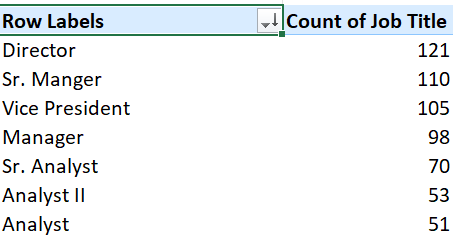 Row Labels Count of Job Title
Director 121
Sr. Manger 110
Vice President 105
Manager 98
Sr. Analyst 70
Analyst II 53
Analyst 51